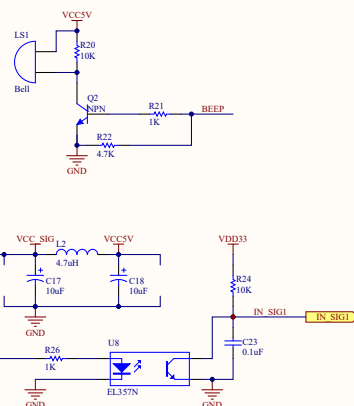 VCC5V
LS1
R20
10K
Bell
Q2
NPN
R21
1K
BEEP
R22
4.7K
GND
VCC_SIG
L2
4.7uH
VCC5V
VDD33
C17
10uF
C18
10uF
R24
10K
GND
IN_SIG1
IN_SIG1
R26
1K
U8
C23
0.1uF
EL357N
GND
GND